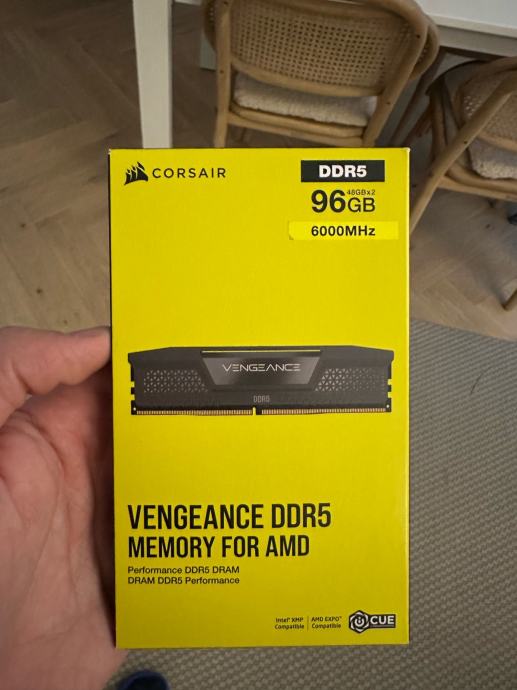 CORSAIR
DDR5
96GB 48GBx2
6000MHz
VENGEANCE
DDR5
VENGEANCE DDR5
MEMORY FOR AMD
Performance DDR5 DRAM
DRAM DDR5 Performance
Intel® XMP Compatible
AMD EXPO™ Compatible
iCUE